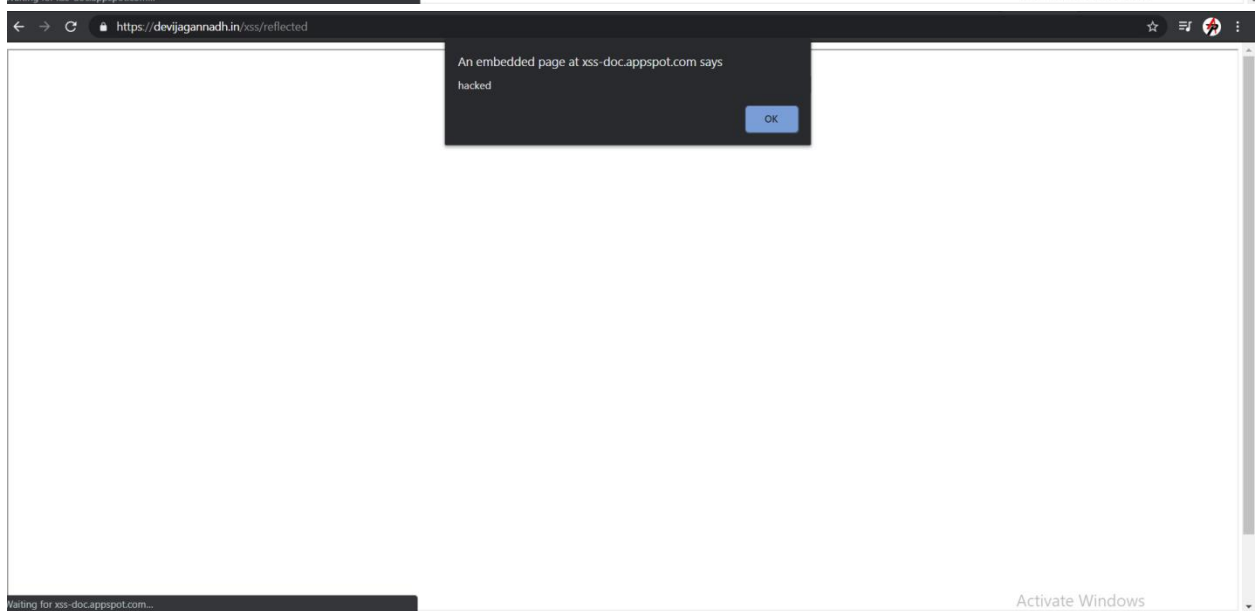 https://devijagannadh.in/xss/reflected
An embedded page at xss-doc.appspot.com says
hacked
OK
Waiting for xss-doc.appspot.com...
Activate Windows